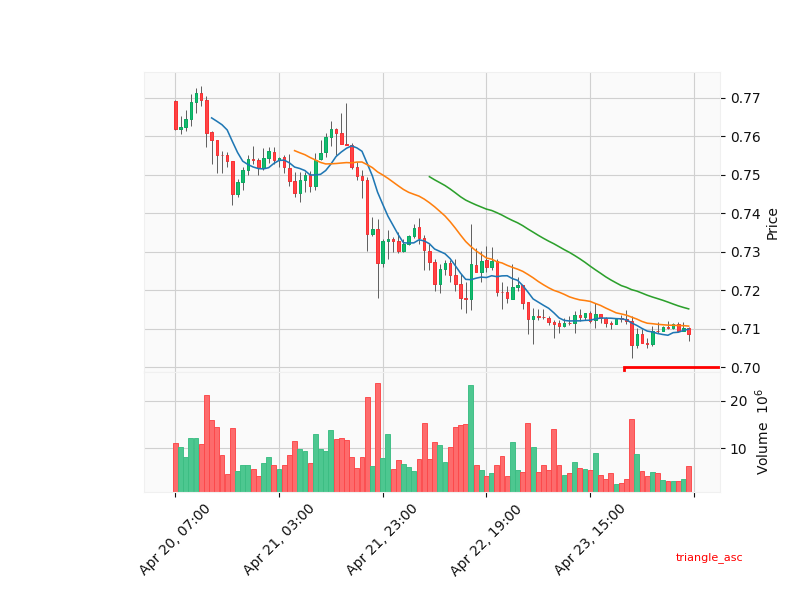 0.77
0.76
0.75
0.74
0.73
0.72
0.71
0.70
Price
20
10
Volume 10^6
Apr 20, 07:00
Apr 21, 03:00
Apr 21, 23:00
Apr 22, 19:00
Apr 23, 15:00
triangle_asc